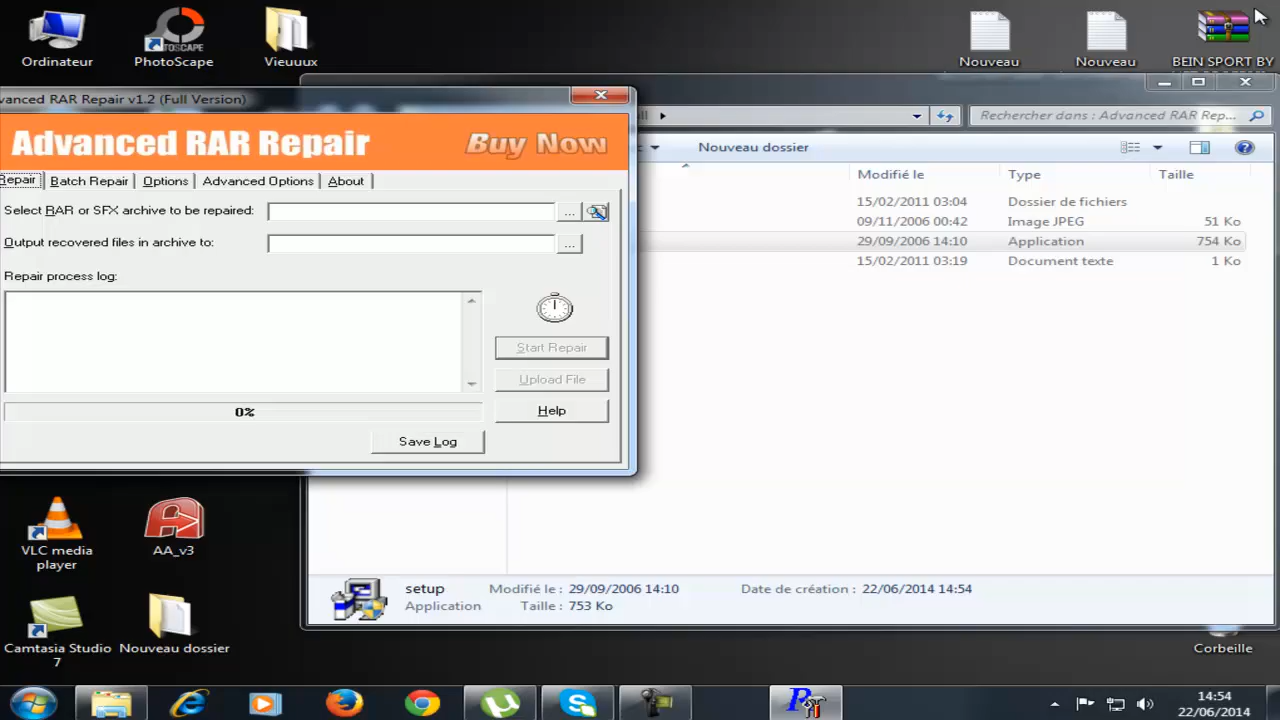 Ordinateur
PhotoScape
Vieuuux
Nouveau
Nouveau
BEIN SPORT BY
vanced RAR Repair v1.2 (Full Version)
Advanced RAR Repair
Buy Now
Repair
Batch Repair
Options
Advanced Options
About
Select RAR or SFX archive to be repaired:
...
Output recovered files in archive to:
...
Repair process log:
Start Repair
Upload File
0%
Help
Save Log
Rechercher dans : Advanced RAR Rep...
Nouveau dossier
Modifié le
Type
Taille
15/02/2011 03:04 Dossier de fichiers
09/11/2006 00:42 Image JPEG 51 Ko
29/09/2006 14:10 Application 754 Ko
15/02/2011 03:19 Document texte 1 Ko
setup Modifié le : 29/09/2006 14:10 Date de création : 22/06/2014 14:54
Application Taille : 753 Ko
VLC media
player
AA_v3
Camtasia Studio
7
Nouveau dossier
Corbeille
14:54
22/06/2014